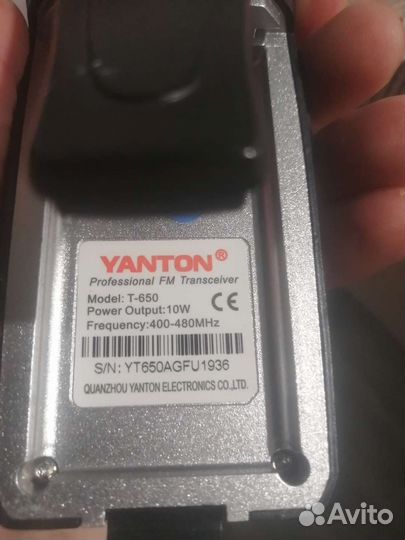 YANTON®
Professional FM Transceiver
Model: T-650
Power Output:10W
Frequency:400-480MHz
CE
S/N: YT650AGFU1936
QUANZHOU YANTON ELECTRONICS CO.,LTD.
Avito